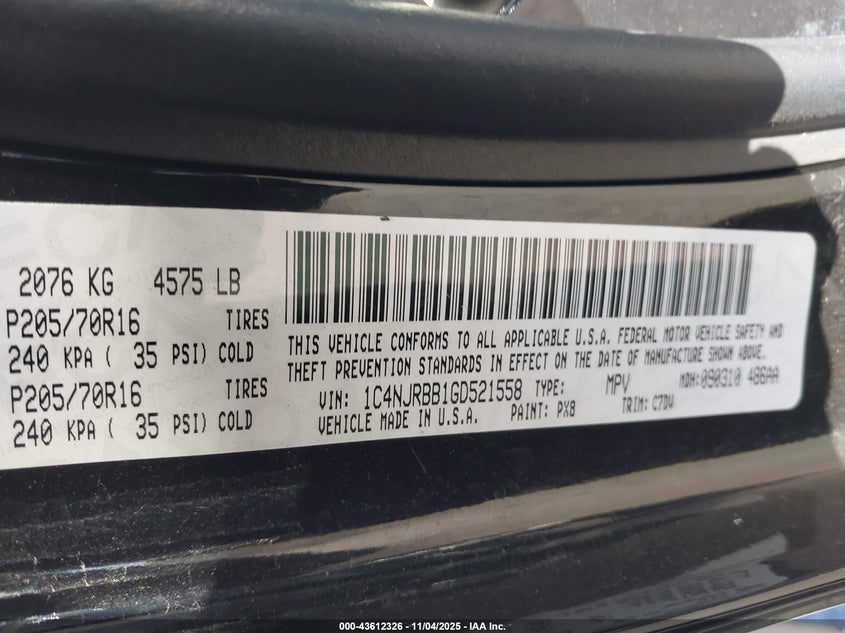 2076 KG 4575 LB
P205/70R16 TIRES
240 KPA ( 35 PSI) COLD
P205/70R16 TIRES
240 KPA ( 35 PSI) COLD
THIS VEHICLE CONFORMS TO ALL APPLICABLE U.S.A. FEDERAL MOTOR VEHICLE SAFETY AND
THEFT PREVENTION STANDARDS IN EFFECT ON THE DATE OF MANUFACTURE SHOWN ABOVE.
VIN: 1C4NJRBB1GD521558 TYPE: MPV MDH:090310 486AA
VEHICLE MADE IN U.S.A. PAINT: PX8 TRIM: C7DV
000-43612326 - 11/04/2025 - IAA Inc.